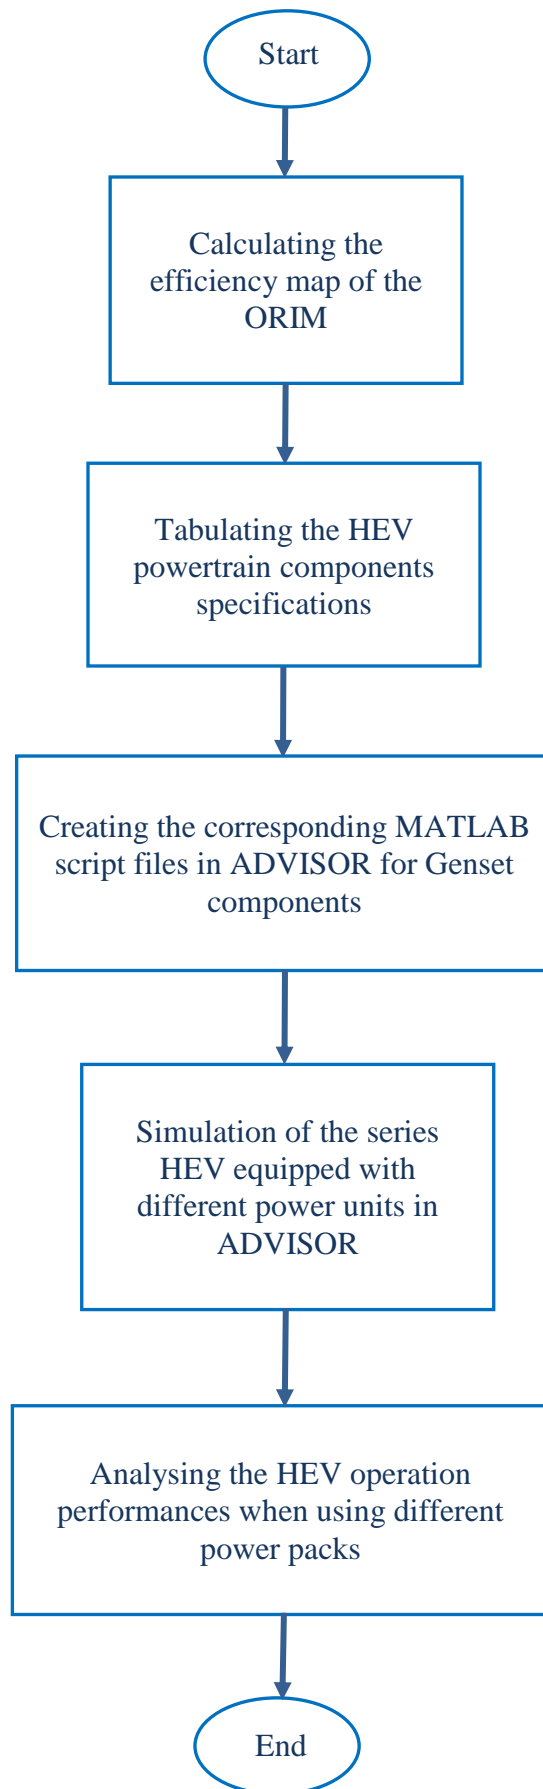 Start
Calculating the
efficiency map of the
ORIM
Tabulating the HEV
powertrain components
specifications
Creating the corresponding MATLAB
script files in ADVISOR for Genset
components
Simulation of the series
HEV equipped with
different power units in
ADVISOR
Analysing the HEV operation
performances when using different
power packs
End